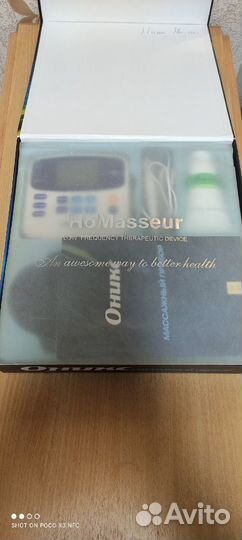 HoMasseur
LOW FREQUENCY THERAPEUTIC DEVICE
An awesome way to better health
Оникс
МАССАЖНЫЙ ПРИБОР
Оникс
SHOT ON POCO X3 NFC
Avito